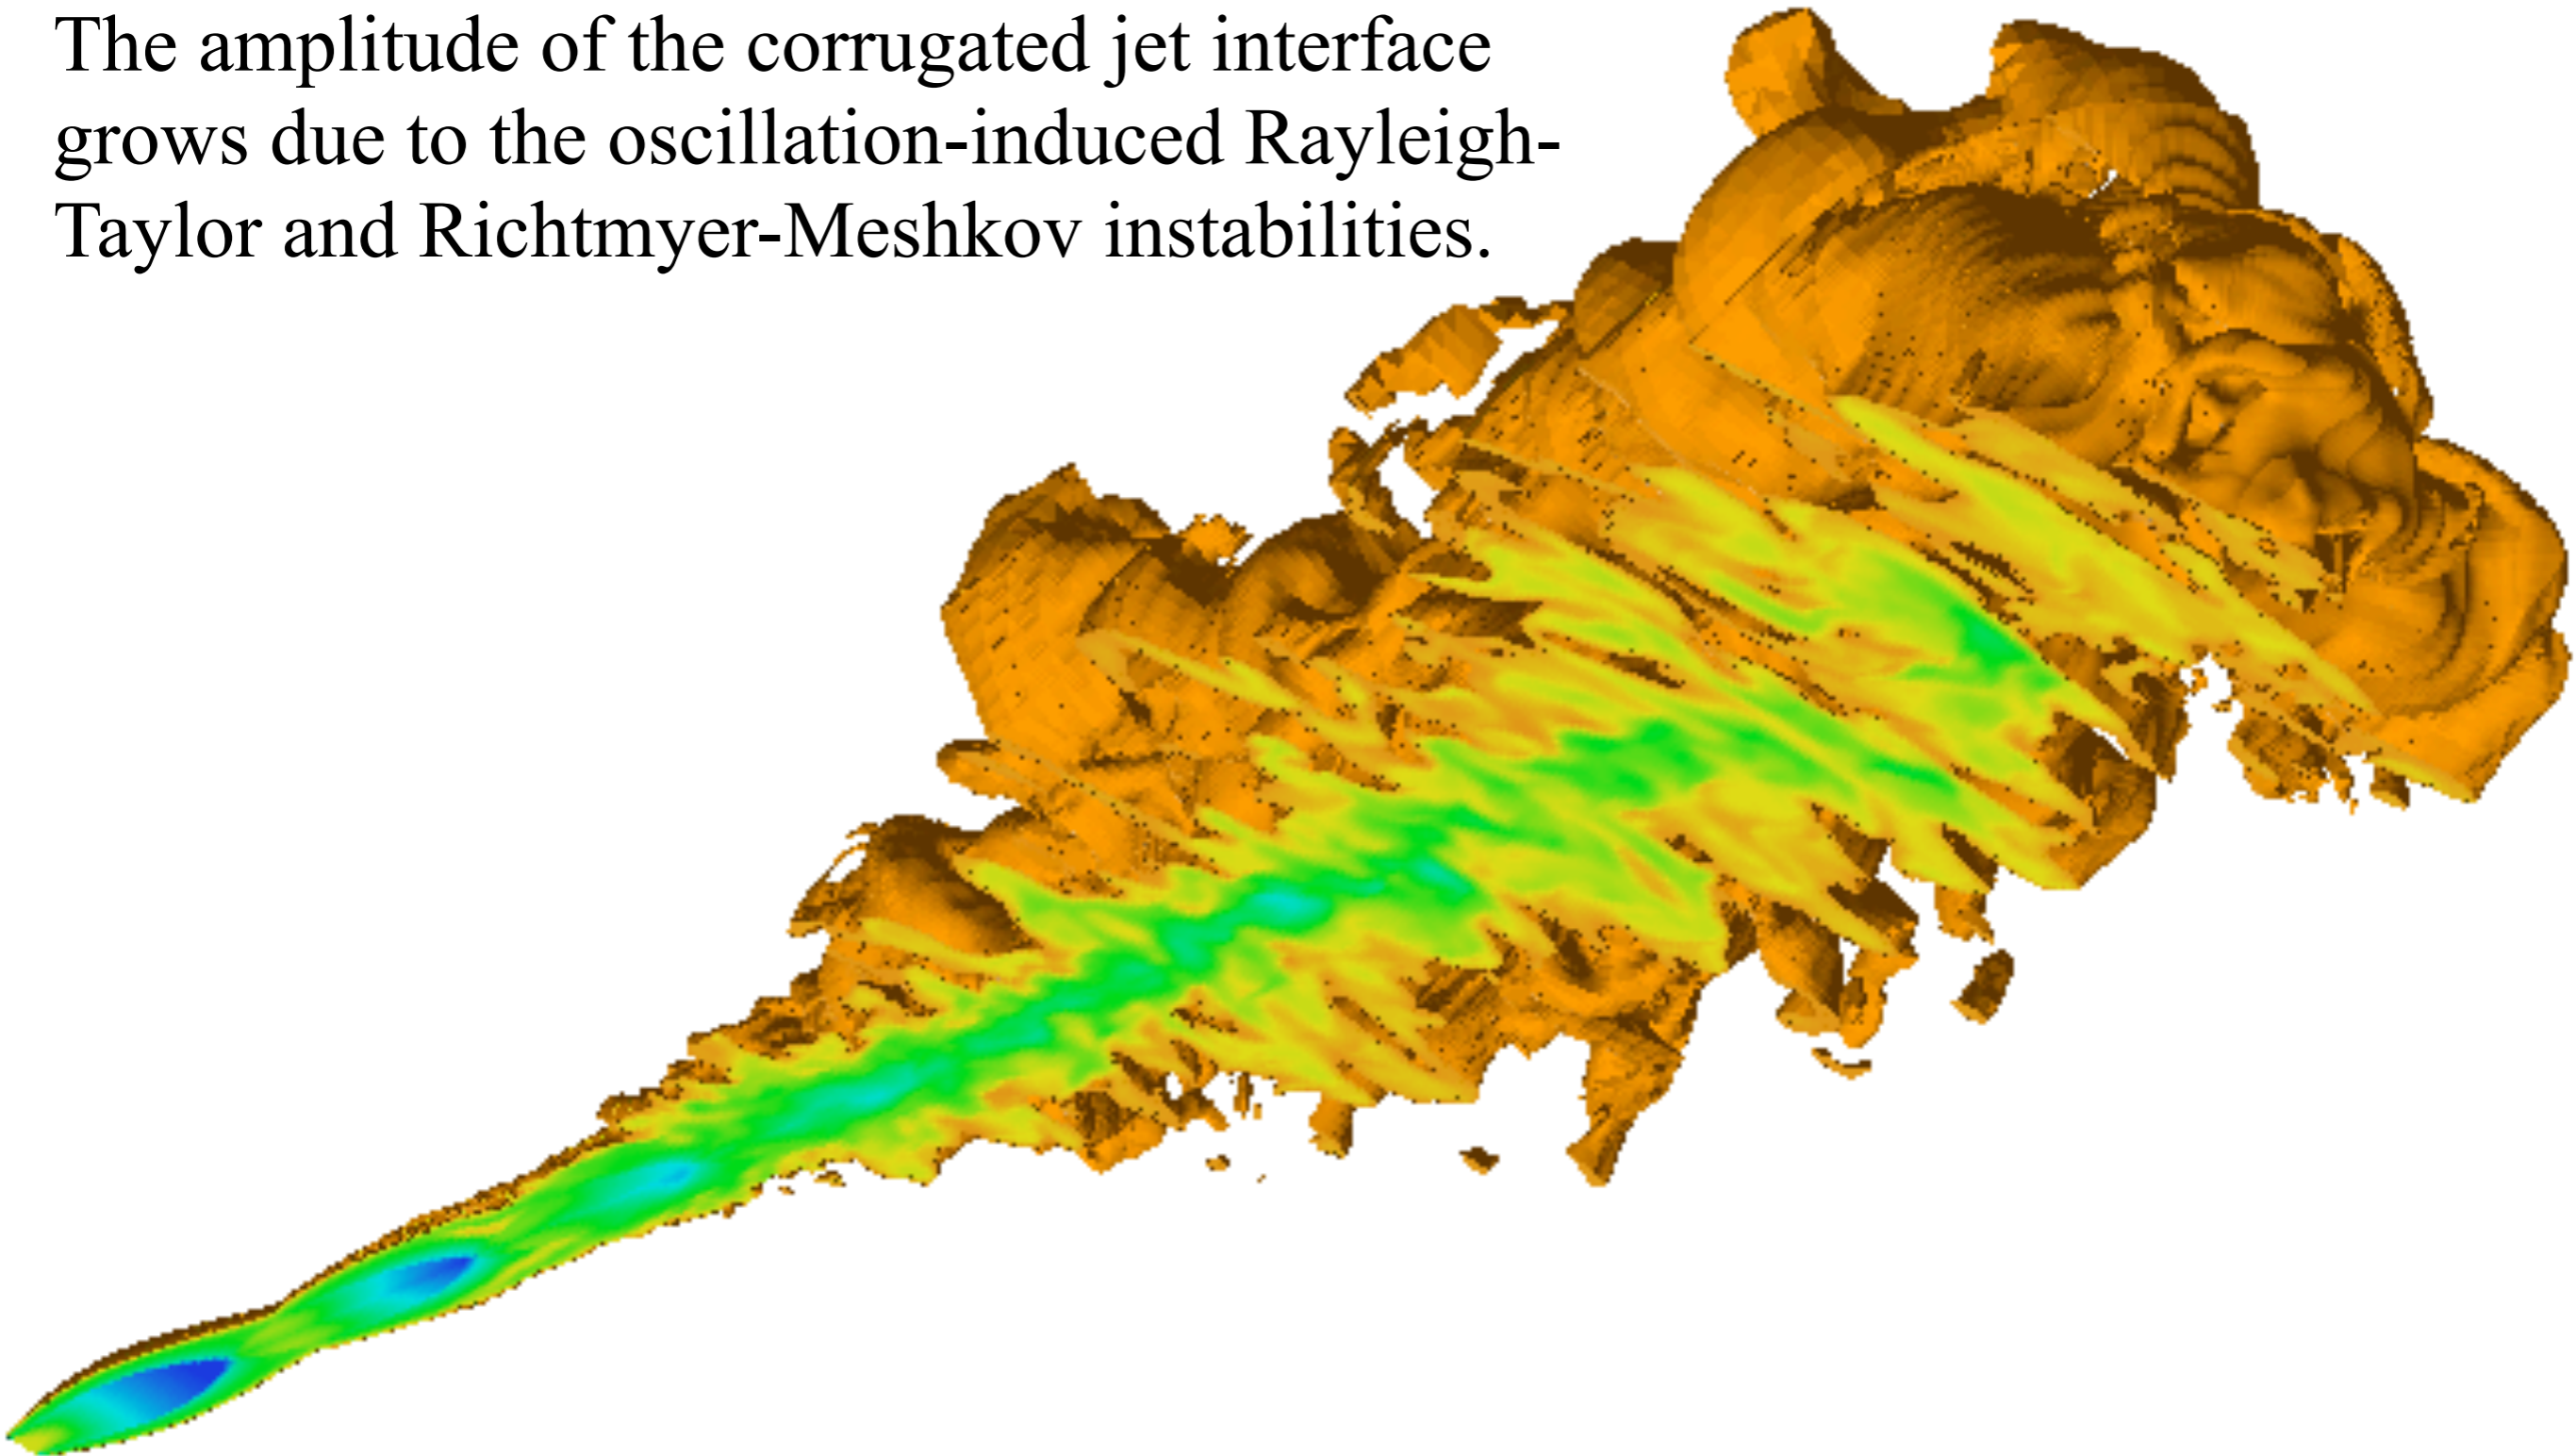 The amplitude of the corrugated jet interface
grows due to the oscillation-induced Rayleigh-
Taylor and Richtmyer-Meshkov instabilities.